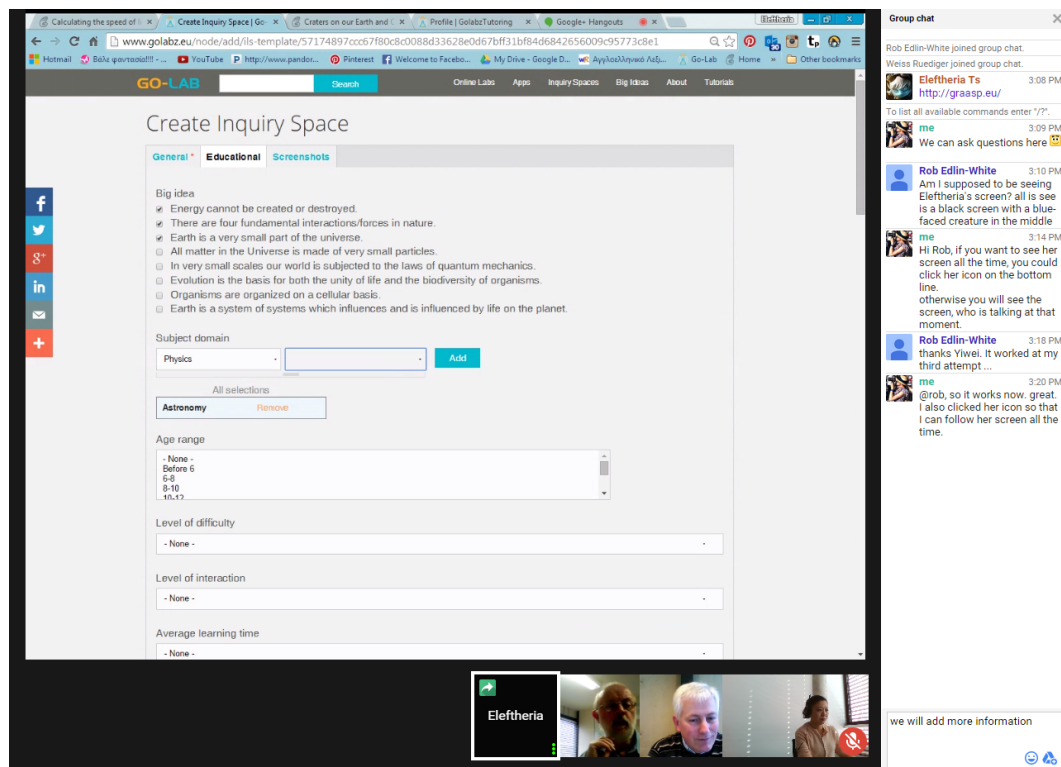 Calculating the speed of l
Create Inquiry Space | Go-
Craters on our Earth and O
Profile | GolabzTutoring
Google+ Hangouts
Eleftheria
www.golabz.eu/node/add/ils-template/57174897ccc67f80c8c0088d33628e0d67bff31bf84d6842656009c95773c8e1
Hotmail
Βάλε φαντασία!!!! - ...
YouTube
http://www.pandor...
Pinterest
Welcome to Facebo...
My Drive - Google D...
Αγγλοελληνικό Λεξ...
Go-Lab
Home
»
Other bookmarks
GO-LAB
Search
Online Labs
Apps
Inquiry Spaces
Big Ideas
About
Tutorials
Create Inquiry Space
General *
Educational
Screenshots
Big idea
Energy cannot be created or destroyed.
There are four fundamental interactions/forces in nature.
Earth is a very small part of the universe.
All matter in the Universe is made of very small particles.
In very small scales our world is subjected to the laws of quantum mechanics.
Evolution is the basis for both the unity of life and the biodiversity of organisms.
Organisms are organized on a cellular basis.
Earth is a system of systems which influences and is influenced by life on the planet.
Subject domain
Physics
Add
All selections
Astronomy
Remove
Age range
- None -
Before 6
6-8
8-10
10-12
Level of difficulty
- None -
Level of interaction
- None -
Average learning time
- None -
Eleftheria
Group chat
Rob Edlin-White joined group chat.
Weiss Ruediger joined group chat.
Eleftheria Ts 3:08 PM
http://graasp.eu/
To list all available commands enter "/?".
me 3:09 PM
We can ask questions here
Rob Edlin-White 3:10 PM
Am I supposed to be seeing
Eleftheria's screen? all is see
is a black screen with a blue-
faced creature in the middle
me 3:14 PM
Hi Rob, if you want to see her
screen all the time, you could
click her icon on the bottom
line.
otherwise you will see the
screen, who is talking at that
moment.
Rob Edlin-White 3:18 PM
thanks Yiwei. It worked at my
third attempt ...
me 3:20 PM
@rob, so it works now. great.
I also clicked her icon so that
I can follow her screen all the
time.
we will add more information